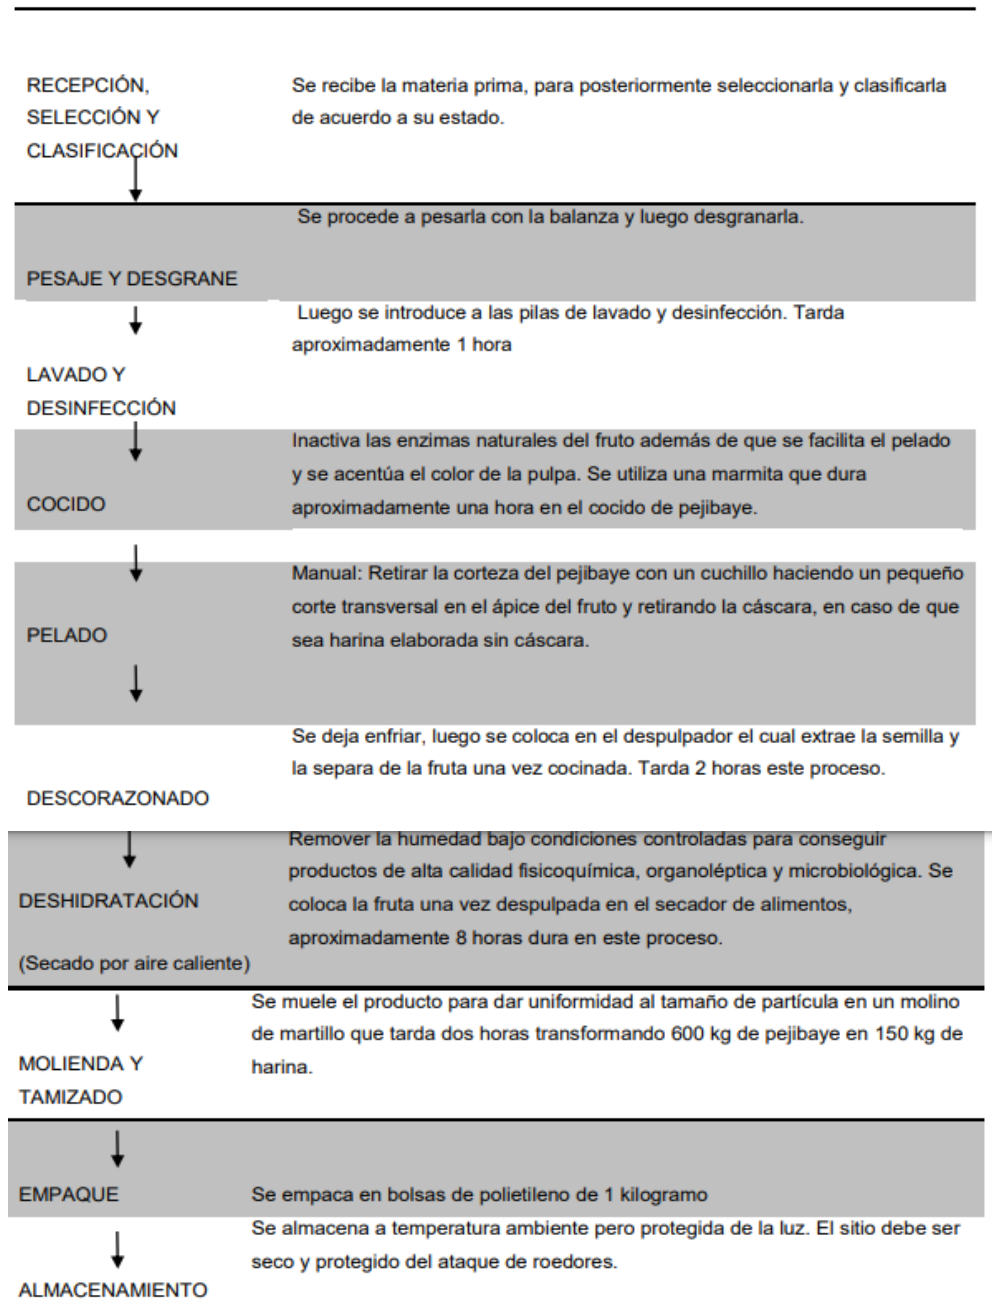 RECEPCIÓN,
SELECCIÓN Y
CLASIFICACIÓN
Se recibe la materia prima, para posteriormente seleccionarla y clasificarla
de acuerdo a su estado.
PESAJE Y DESGRANE
Se procede a pesarla con la balanza y luego desgranarla.
LAVADO Y
DESINFECCIÓN
Luego se introduce a las pilas de lavado y desinfección. Tarda
aproximadamente 1 hora
COCIDO
Inactiva las enzimas naturales del fruto además de que se facilita el pelado
y se acentúa el color de la pulpa. Se utiliza una marmita que dura
aproximadamente una hora en el cocido de pejibaye.
PELADO
Manual: Retirar la corteza del pejibaye con un cuchillo haciendo un pequeño
corte transversal en el ápice del fruto y retirando la cáscara, en caso de que
sea harina elaborada sin cáscara.
DESCORAZONADO
Se deja enfriar, luego se coloca en el despulpador el cual extrae la semilla y
la separa de la fruta una vez cocinada. Tarda 2 horas este proceso.
DESHIDRATACIÓN
(Secado por aire caliente)
Remover la humedad bajo condiciones controladas para conseguir
productos de alta calidad fisicoquímica, organoléptica y microbiológica. Se
coloca la fruta una vez despulpada en el secador de alimentos,
aproximadamente 8 horas dura en este proceso.
MOLIENDA Y
TAMIZADO
Se muele el producto para dar uniformidad al tamaño de partícula en un molino
de martillo que tarda dos horas transformando 600 kg de pejibaye en 150 kg de
harina.
EMPAQUE
Se empaca en bolsas de polietileno de 1 kilogramo
ALMACENAMIENTO
Se almacena a temperatura ambiente pero protegida de la luz. El sitio debe ser
seco y protegido del ataque de roedores.